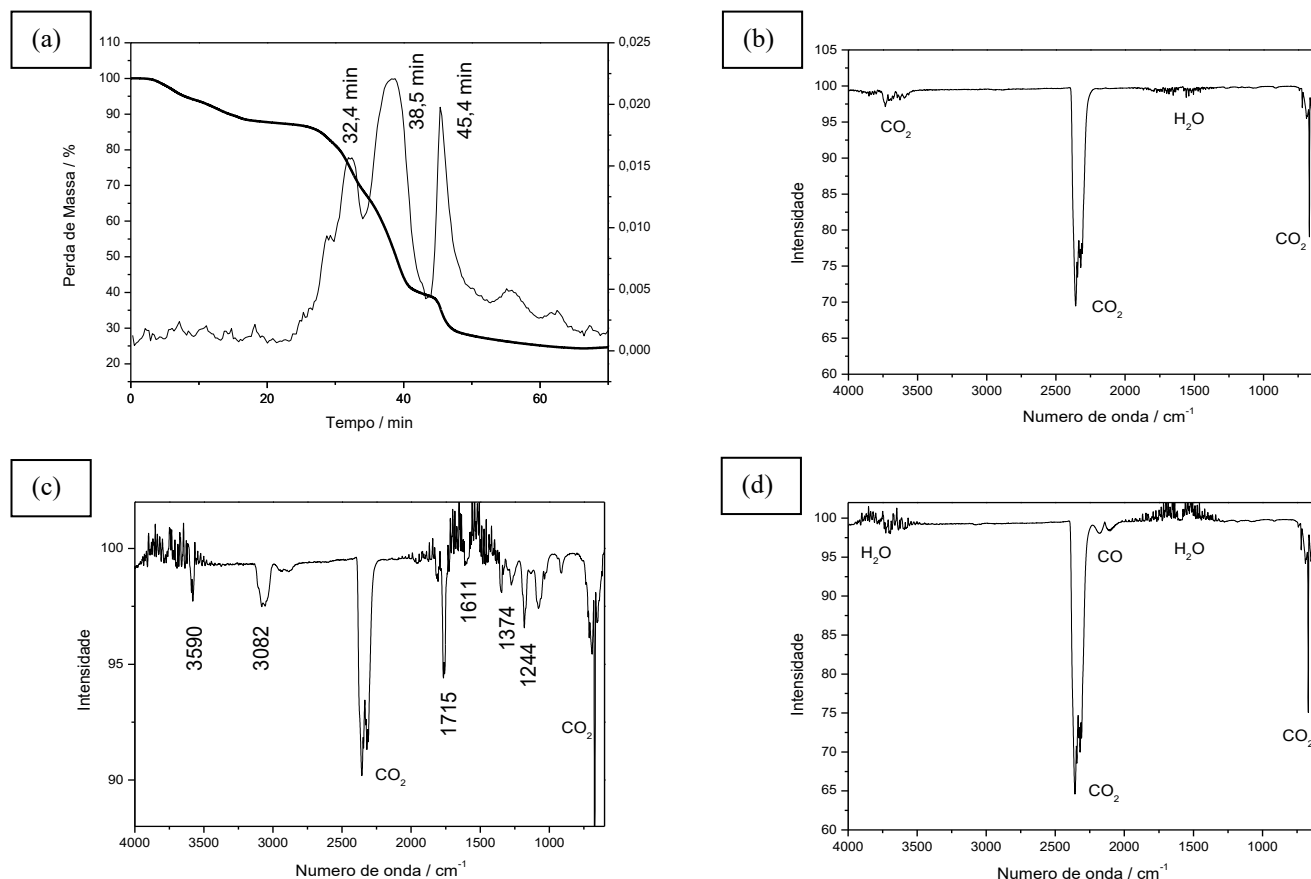 (a)
110
100
90
80
70
60
50
40
30
20
0,025
0,020
0,015
0,010
0,005
0,000
32,4 min
38,5 min
45,4 min
Perda de Massa / %
0
20
40
60
Tempo / min
(b)
105
100
95
90
85
80
75
70
65
60
CO₂
H₂O
CO₂
CO₂
Intensidade
4000
3500
3000
2500
2000
1500
1000
Numero de onda / cm⁻¹
(c)
100
95
90
3590
3082
1715
1611
1374
1244
CO₂
CO₂
Intensidade
4000
3500
3000
2500
2000
1500
1000
Numero de onda / cm⁻¹
(d)
100
95
90
85
80
75
70
65
60
H₂O
CO
H₂O
CO₂
CO₂
Intensidade
4000
3500
3000
2500
2000
1500
1000
Numero de onda / cm⁻¹